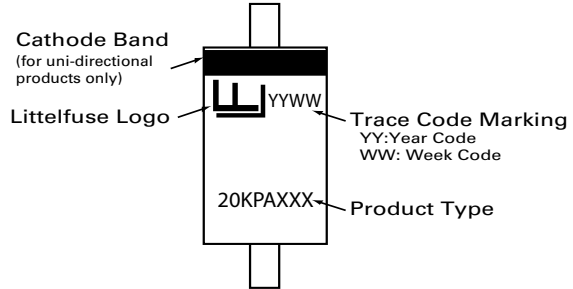 Cathode Band
(for uni-directional
products only)
Littelfuse Logo
YYWW
Trace Code Marking
YY:Year Code
WW: Week Code
20KPAXXX
Product Type